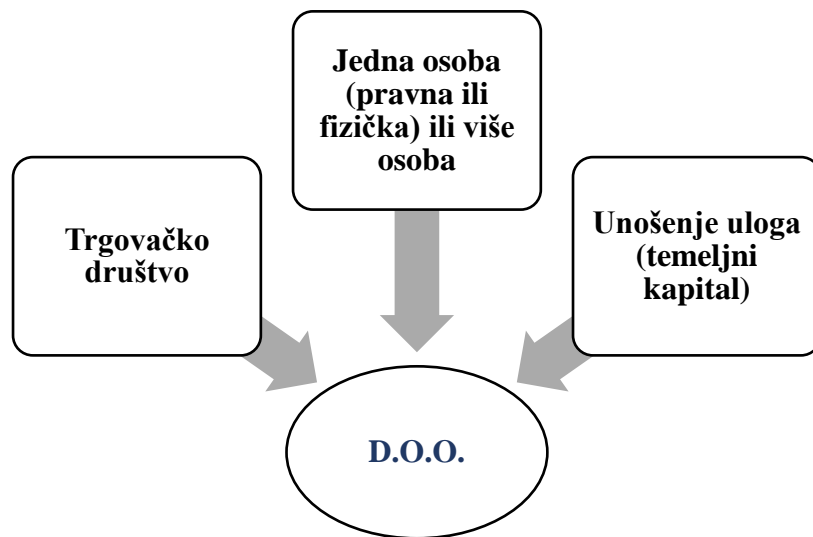 Jedna osoba
(pravna ili
fizička) ili više
osoba
Trgovačko
društvo
Unošenje uloga
(temeljni
kapital)
D.O.O.